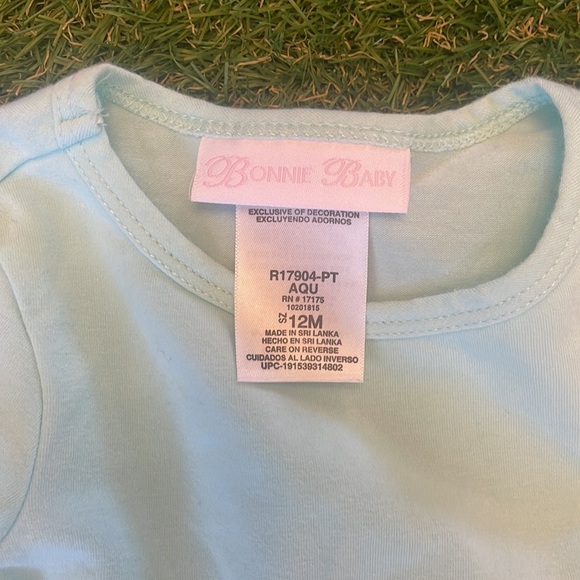 BONNIE BABY
EXCLUSIVE OF DECORATION
EXCLUYENDO ADORNOS
R17904-PT
AQU
RN # 17175
10201815
SZ 12M
MADE IN SRI LANKA
HECHO EN SRI LANKA
CARE ON REVERSE
CUIDADOS AL LADO INVERSO
UPC-191539314802